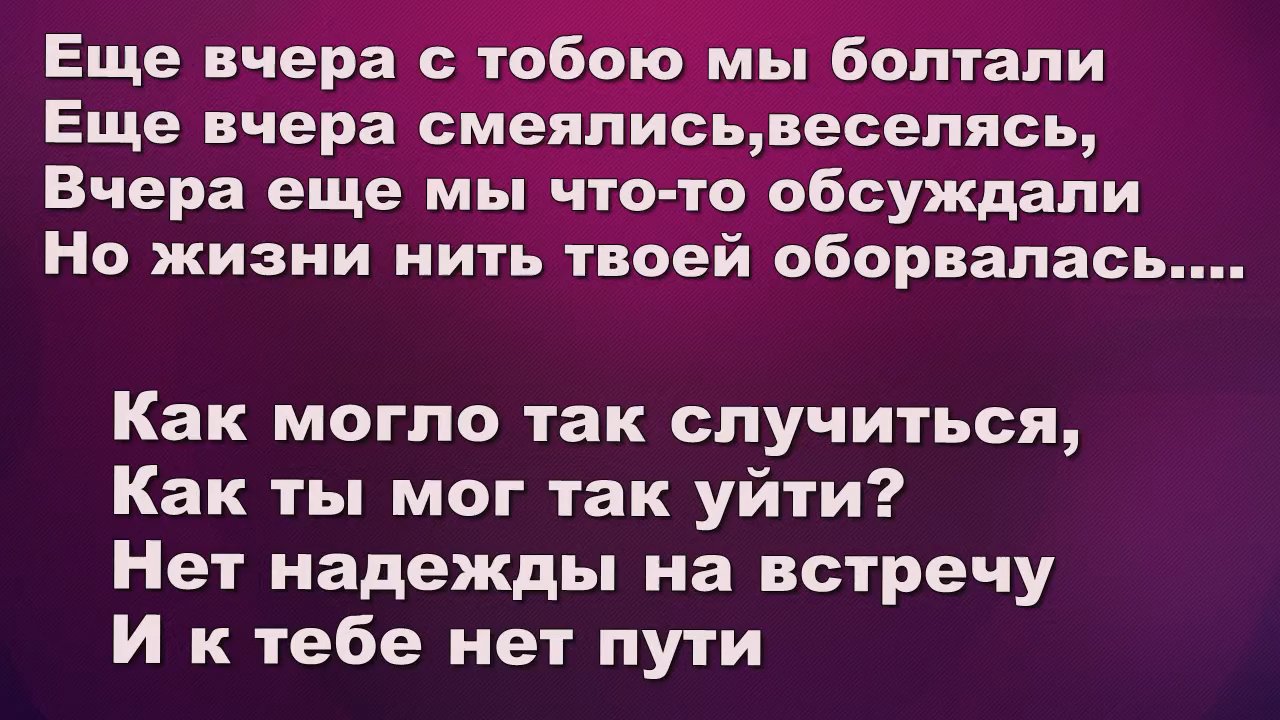 Еще вчера с тобою мы болтали
Еще вчера смеялись,веселясь,
Вчера еще мы что-то обсуждали
Но жизни нить твоей оборвалась....
Как могло так случиться,
Как ты мог так уйти?
Нет надежды на встречу
И к тебе нет пути